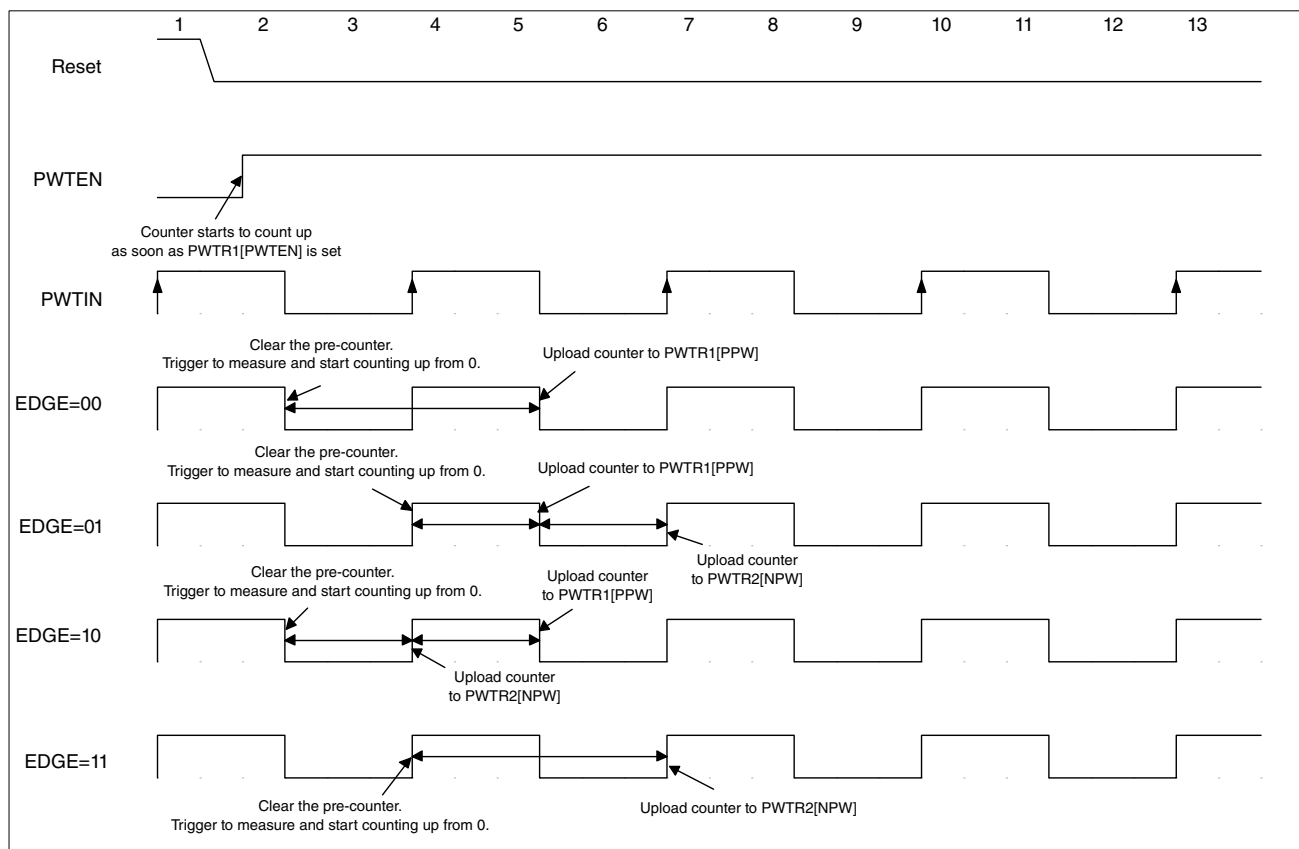 1 2 3 4 5 6 7 8 9 10 11 12 13
Reset
PWTEN
Counter starts to count up
as soon as PWTR1[PWTEN] is set
PWTIN
Clear the pre-counter.
Trigger to measure and start counting up from 0.
Upload counter to PWTR1[PPW]
EDGE=00
Clear the pre-counter.
Trigger to measure and start counting up from 0.
Upload counter to PWTR1[PPW]
EDGE=01
Upload counter
to PWTR2[NPW]
Clear the pre-counter.
Trigger to measure and start counting up from 0.
Upload counter
to PWTR1[PPW]
EDGE=10
Upload counter
to PWTR2[NPW]
EDGE=11
Clear the pre-counter.
Trigger to measure and start counting up from 0.
Upload counter to PWTR2[NPW]